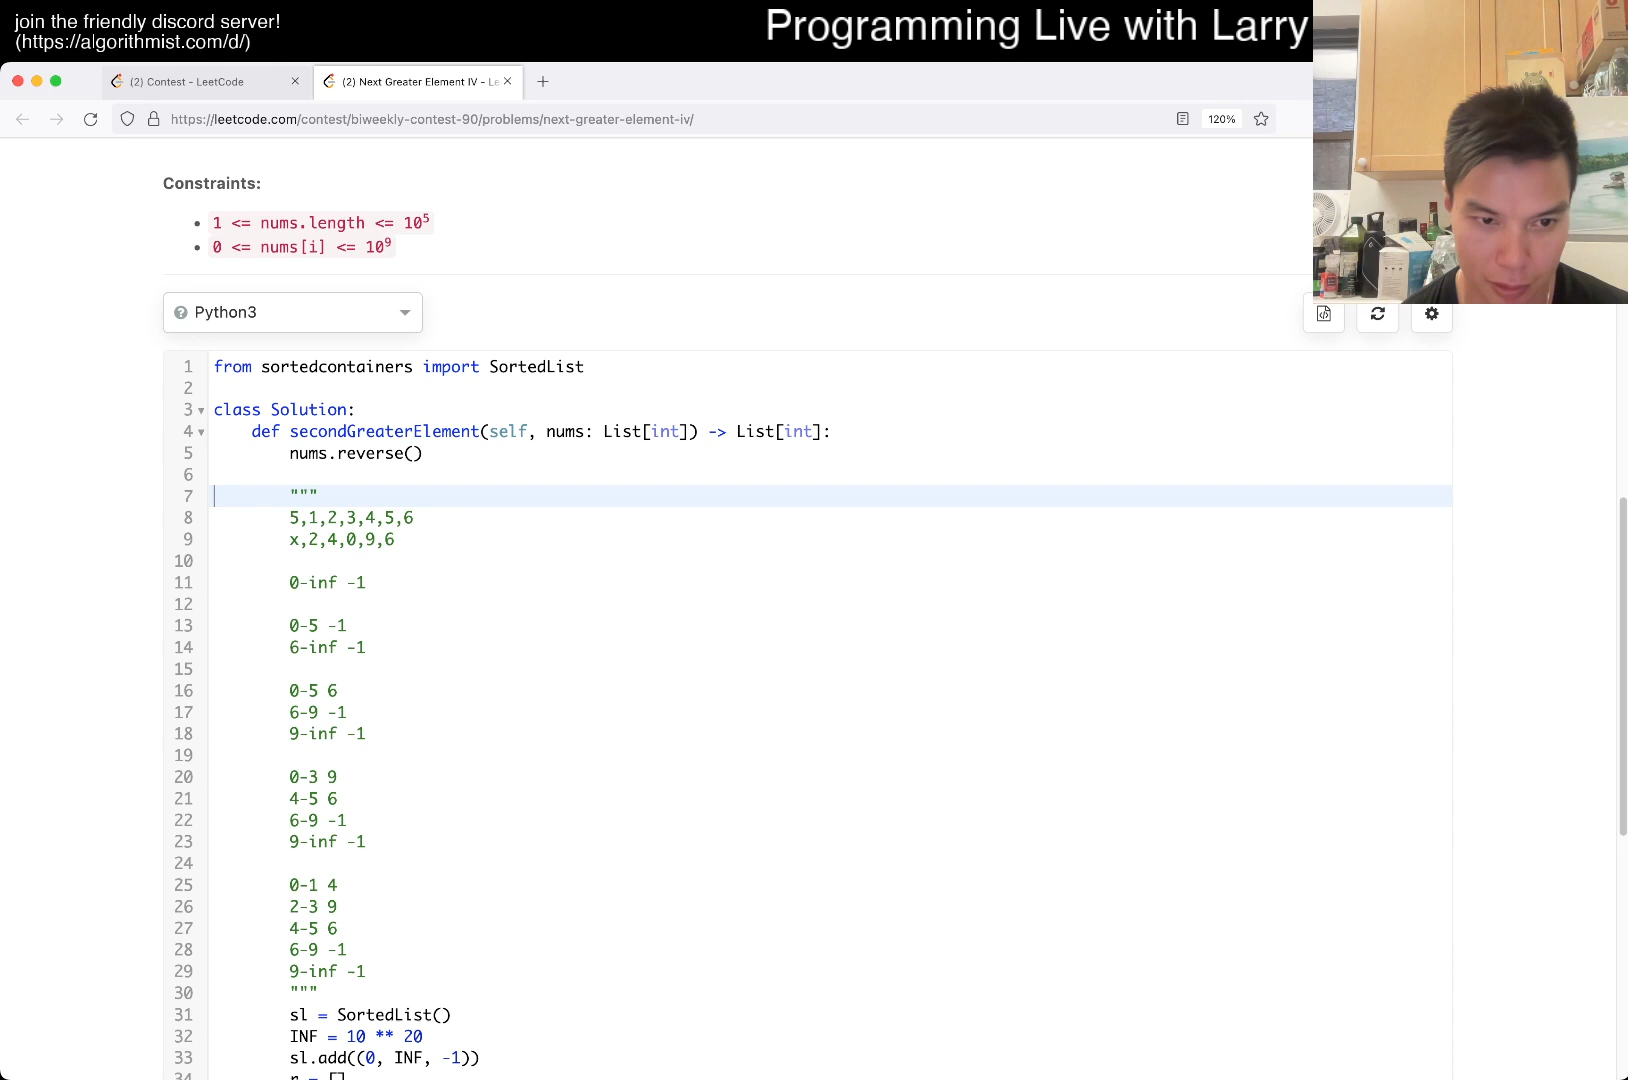 join the friendly discord server!
(https://algorithmist.com/d/)
Programming Live with Larry
(2) Contest - LeetCode
(2) Next Greater Element IV - Le
https://leetcode.com/contest/biweekly-contest-90/problems/next-greater-element-iv/
120%
Constraints:
1 <= nums.length <= 10⁵
0 <= nums[i] <= 10⁹
Python3
1 from sortedcontainers import SortedList
2
3 class Solution:
4 def secondGreaterElement(self, nums: List[int]) -> List[int]:
5 nums.reverse()
6
7 """
8 5,1,2,3,4,5,6
9 x,2,4,0,9,6
10
11 0-inf -1
12
13 0-5 -1
14 6-inf -1
15
16 0-5 6
17 6-9 -1
18 9-inf -1
19
20 0-3 9
21 4-5 6
22 6-9 -1
23 9-inf -1
24
25 0-1 4
26 2-3 9
27 4-5 6
28 6-9 -1
29 9-inf -1
30 """
31 sl = SortedList()
32 INF = 10 ** 20
33 sl.add((0, INF, -1))
34 r = []